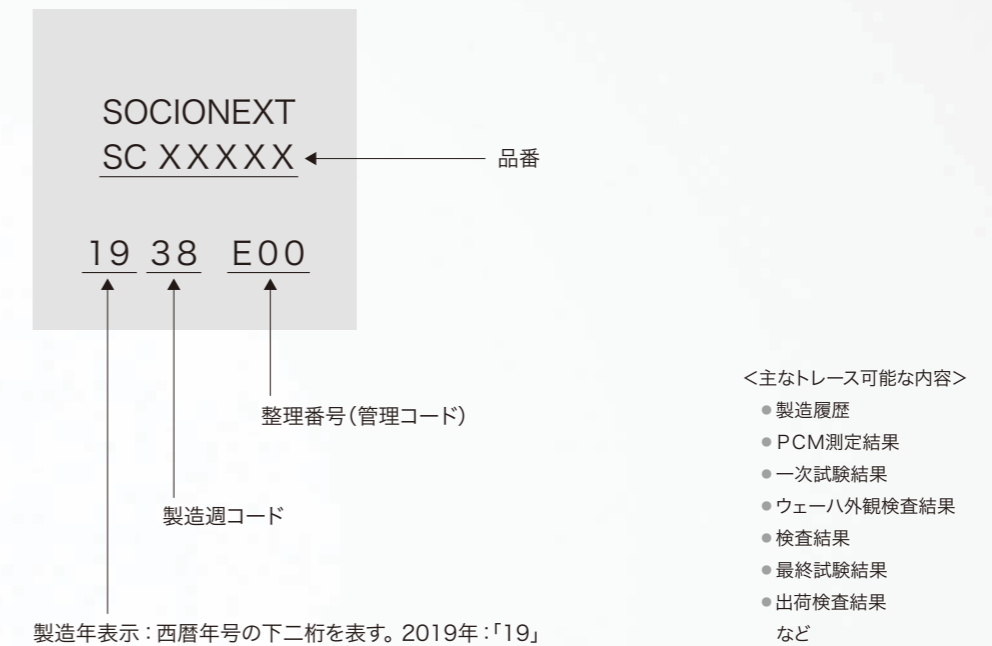 SOCIONEXT
SC XXXXX
品番
19 38 E00
整理番号(管理コード)
製造週コード
製造年表示:西暦年号の下二桁を表す。2019年:「19」
<主なトレース可能な内容>
●製造履歴
●PCM測定結果
●一次試験結果
●ウェーハ外観検査結果
●検査結果
●最終試験結果
●出荷検査結果
など